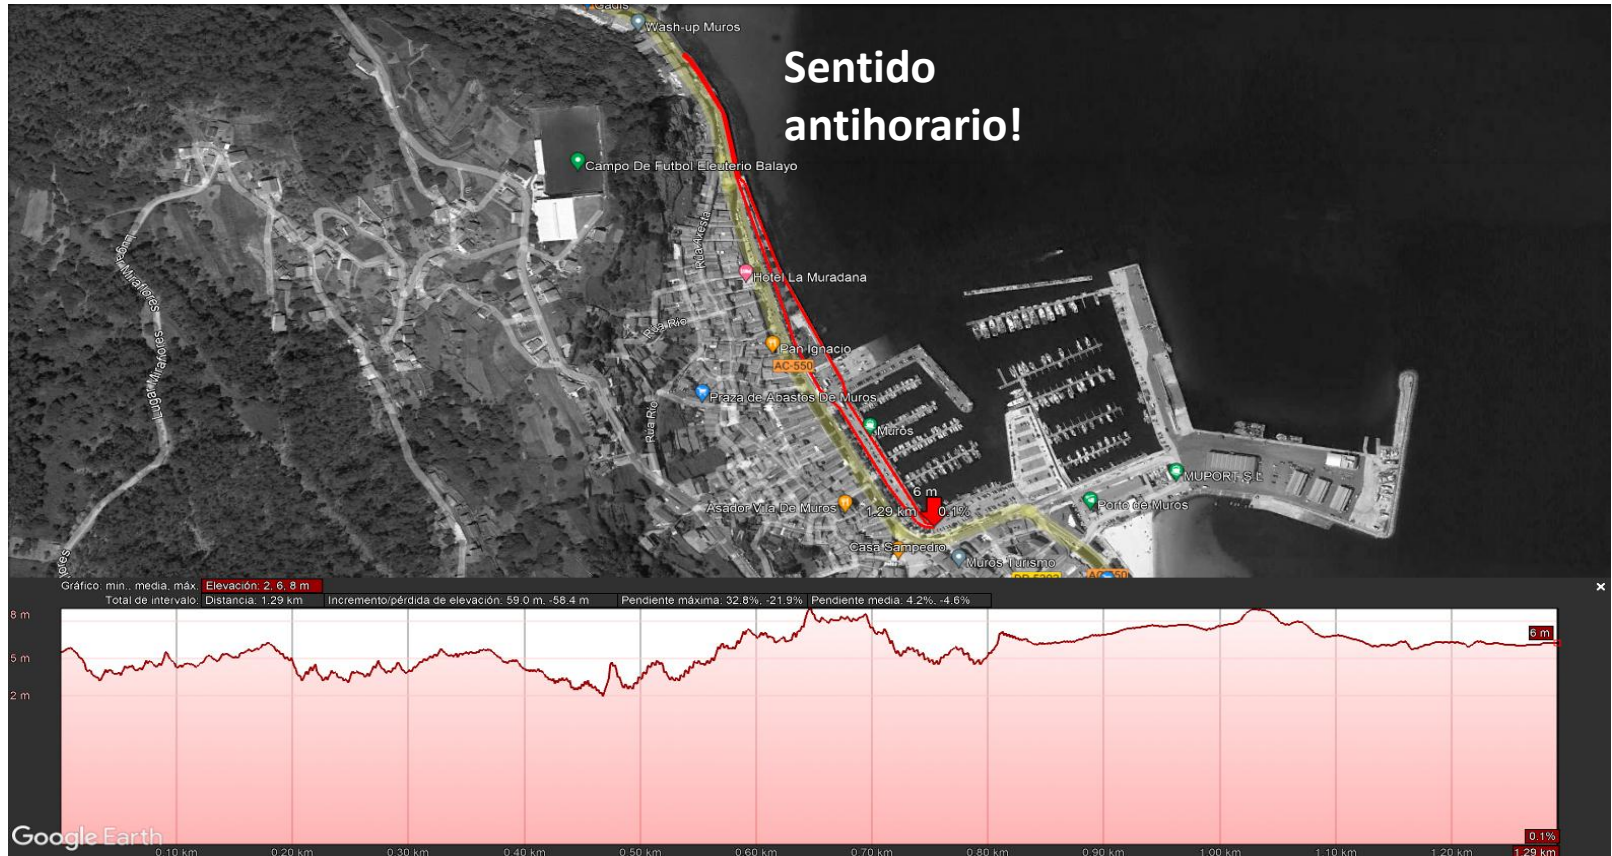 Gadis
Wash-up Muros
Sentido
antihorario!
Campo De Futbol Eleuterio Balayo
Lugar Miraflores
Lugar Miraflores
Rúa Axesta
Hotel La Muradana
Rúa Río
Pan Ignacio
AC-550
Praza de Abastos De Muros
Rúa Río
Muros
MUPORT S.L
6 m
Porto de Muros
Asador Vila De Muros
1.29 km
0.1%
Casa Sampedro
Muros Turismo
AC-550
Gráfico: min., media, máx. Elevación: 2, 6, 8 m
Total de intervalo: Distancia: 1.29 km Incremento/pérdida de elevación: 59.0 m, -58.4 m Pendiente máxima: 32.8%, -21.9% Pendiente media: 4.2%, -4.6%
8 m
6 m
5 m
2 m
Google Earth
0.1%
0.10 km 0.20 km 0.30 km 0.40 km 0.50 km 0.60 km 0.70 km 0.80 km 0.90 km 1.00 km 1.10 km 1.20 km 1.29 km